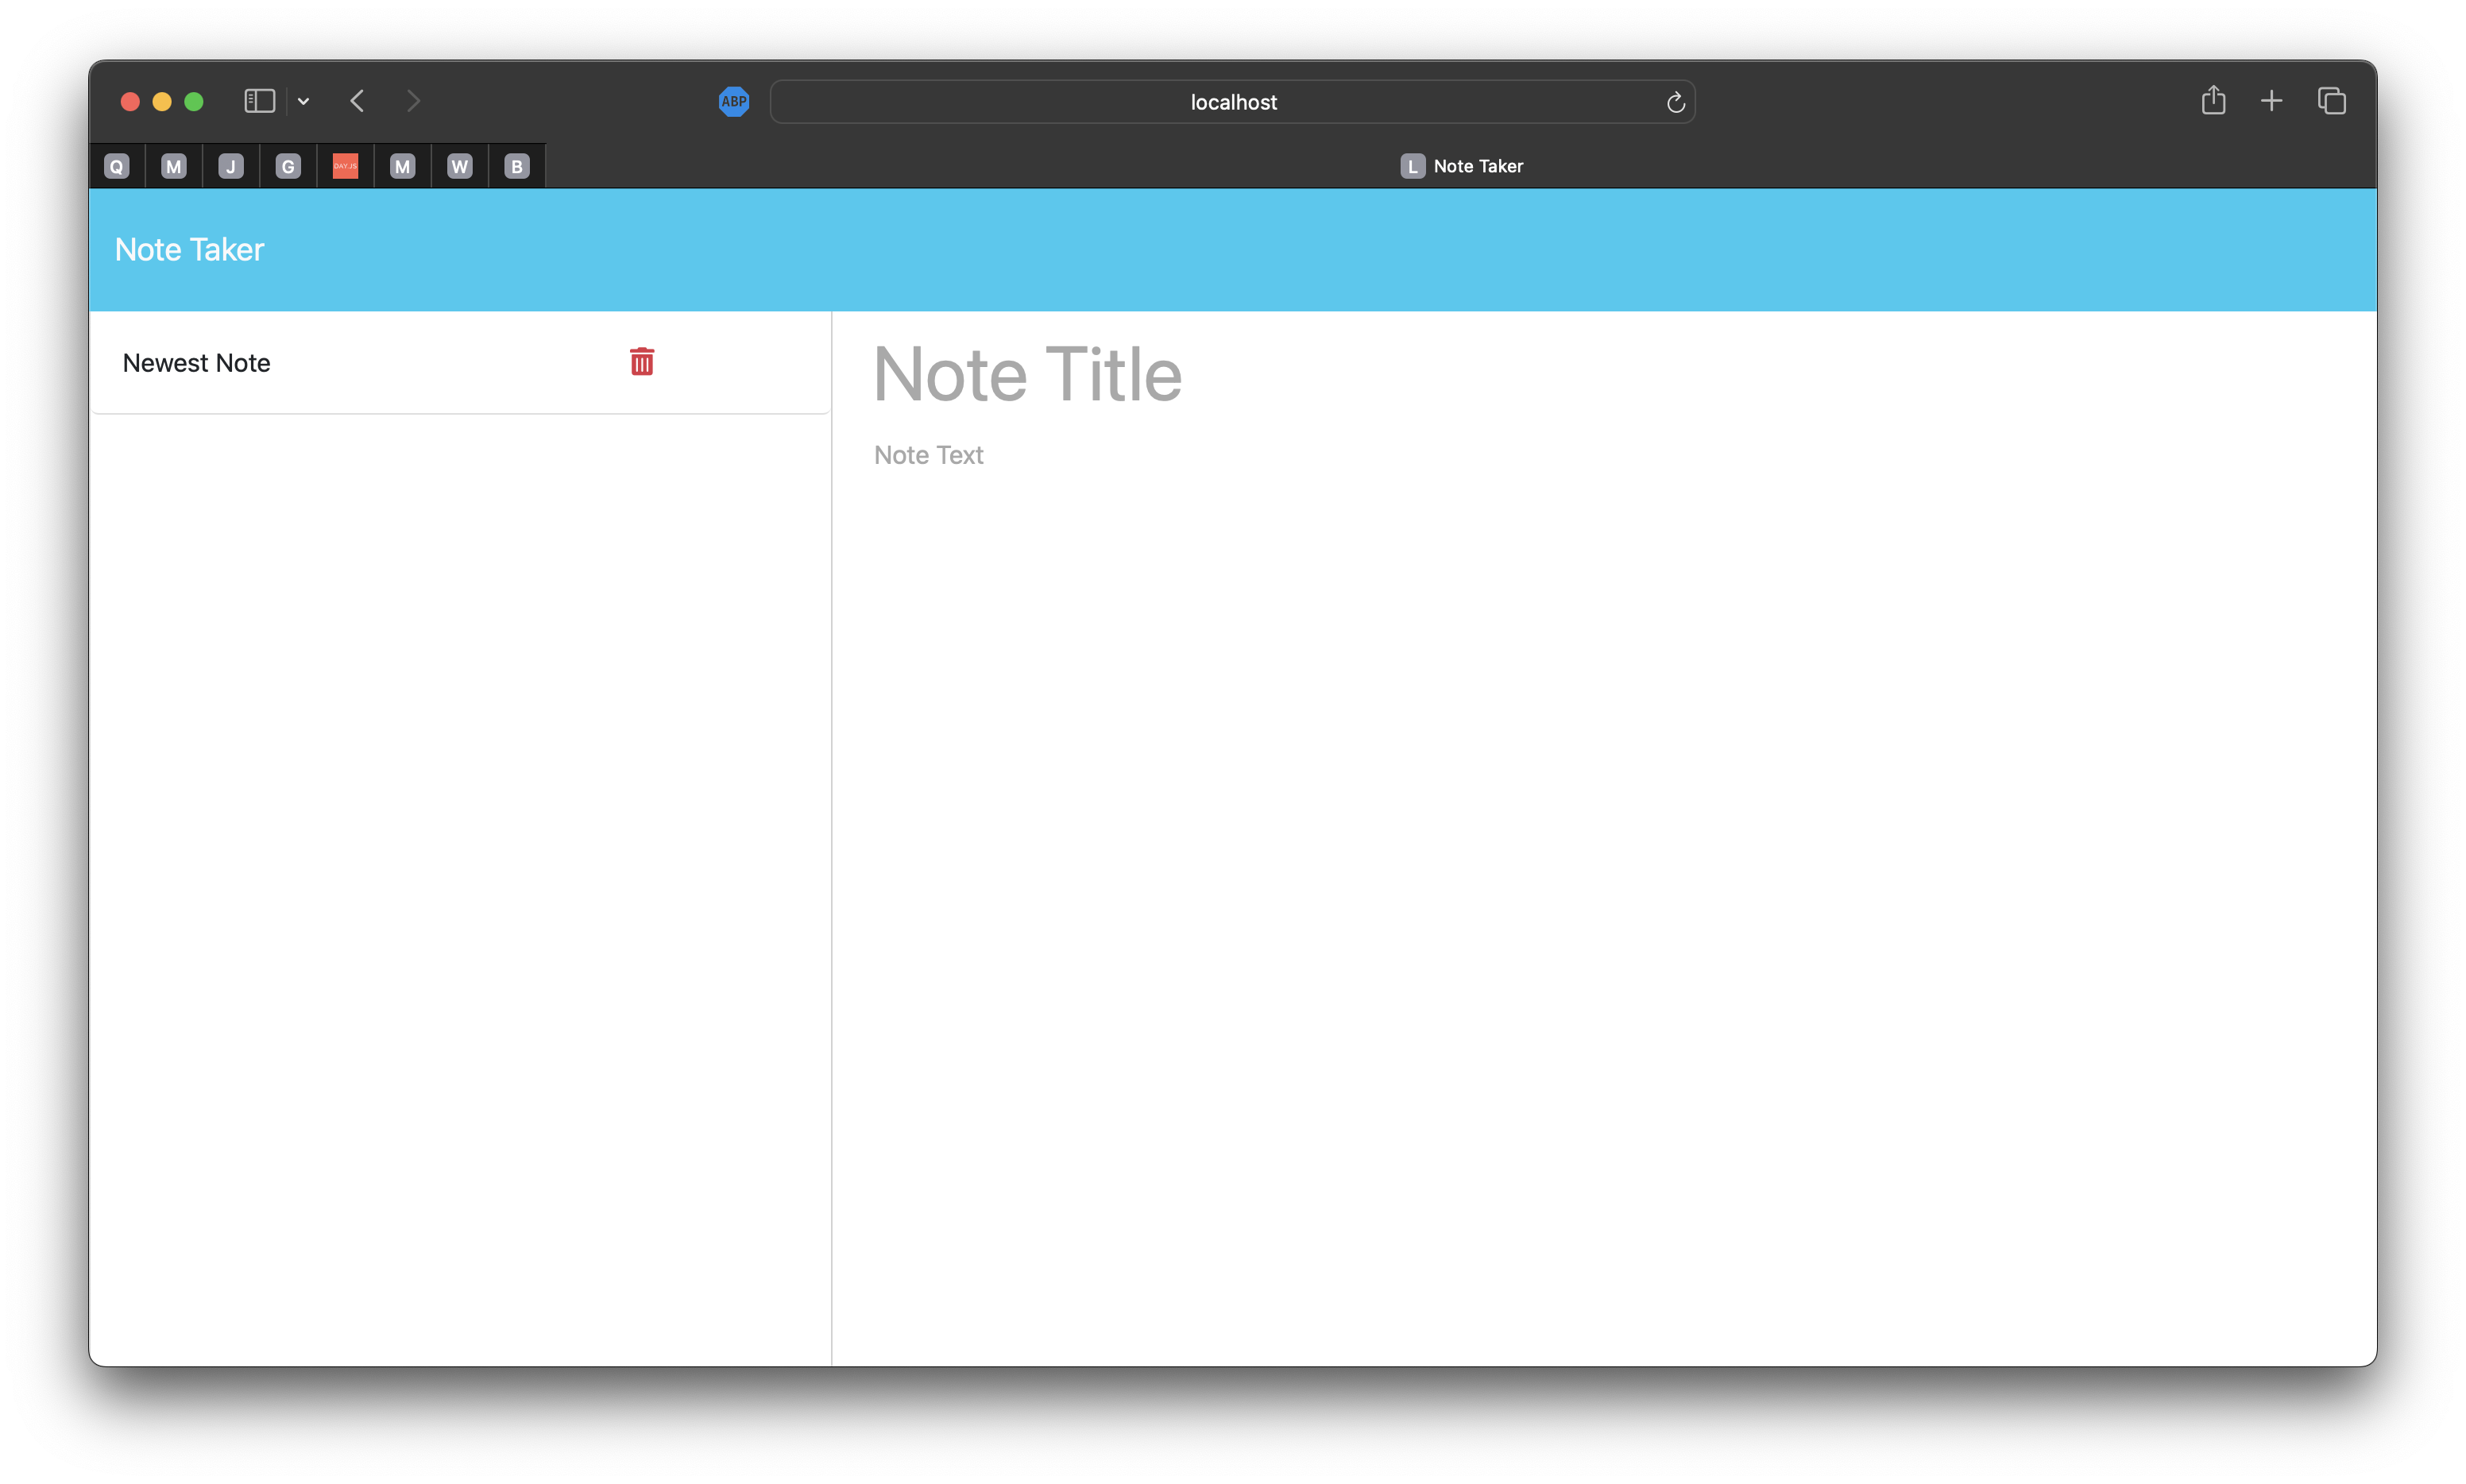 ABP localhost
Q M J G DAY.JS M W B L Note Taker
Note Taker
Newest Note
Note Title
Note Text